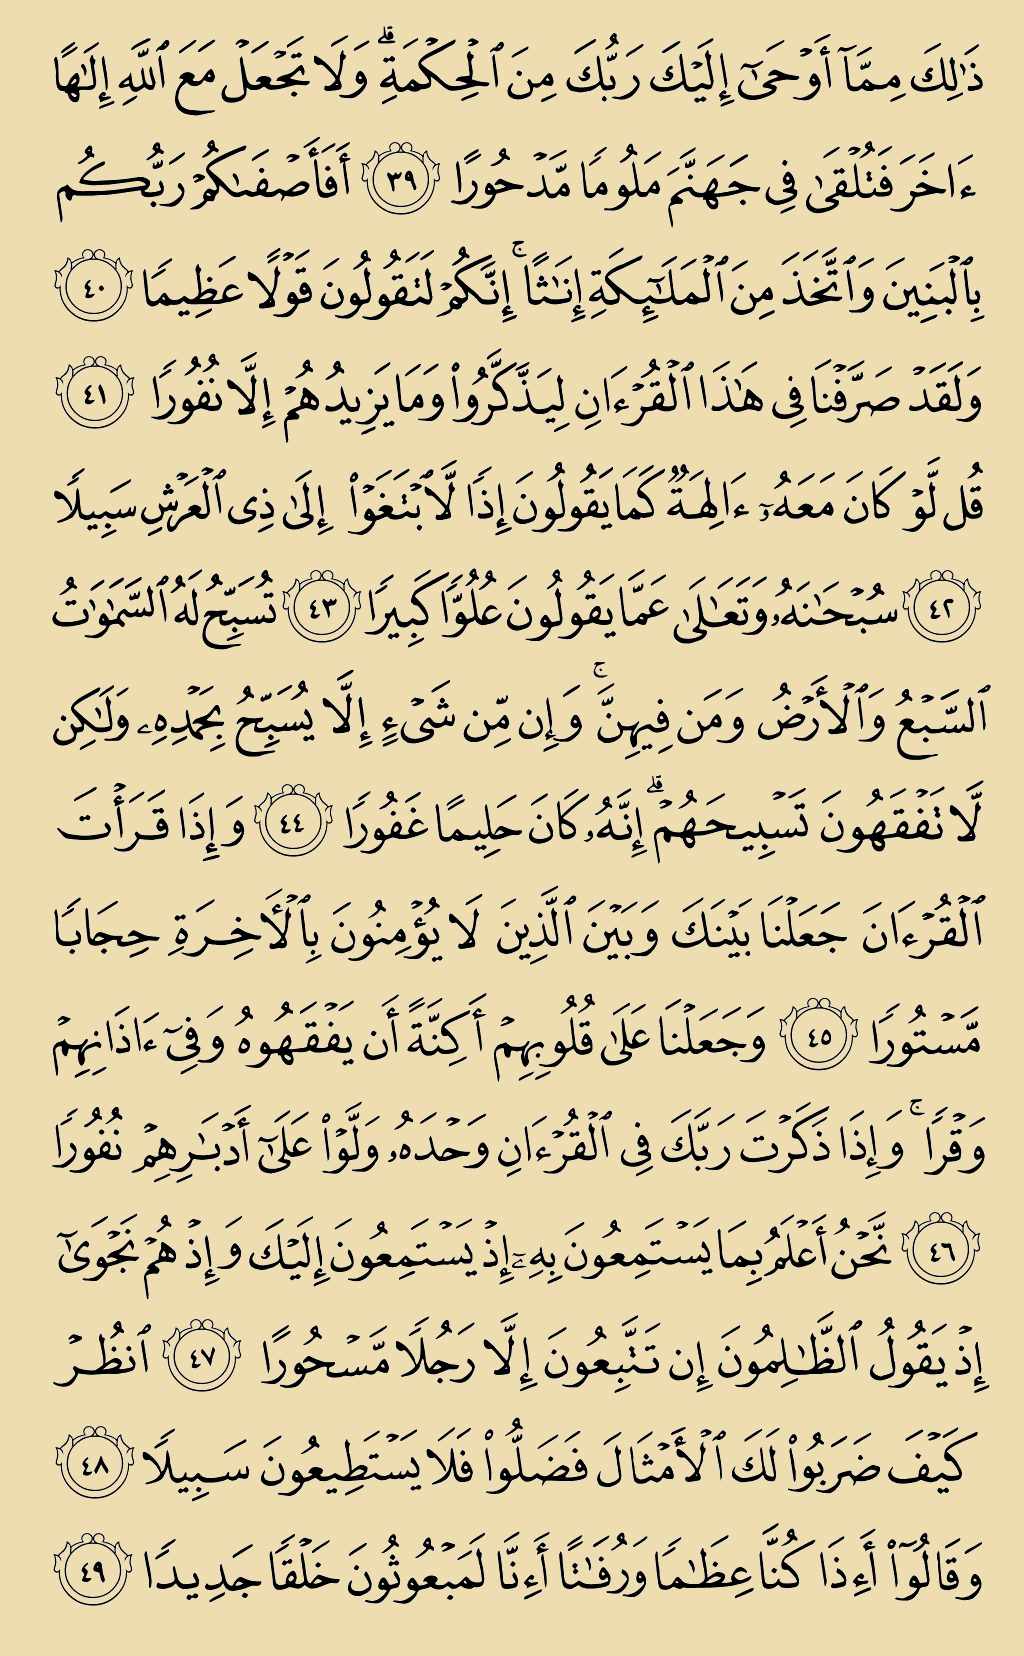 ذَٰلِكَ مِمَّآ أَوۡحَىٰٓ إِلَيۡكَ رَبُّكَ مِنَ ٱلۡحِكۡمَةِۗ وَلَا تَجۡعَلۡ مَعَ ٱللَّهِ إِلَٰهًا
ءَاخَرَ فَتُلۡقَىٰ فِي جَهَنَّمَ مَلُومٗا مَّدۡحُورًا ٣٩ أَفَأَصۡفَىٰكُمۡ رَبُّكُم
بِٱلۡبَنِينَ وَٱتَّخَذَ مِنَ ٱلۡمَلَٰٓئِكَةِ إِنَٰثًاۚ إِنَّكُمۡ لَتَقُولُونَ قَوۡلًا عَظِيمٗا ٤٠
وَلَقَدۡ صَرَّفۡنَا فِي هَٰذَا ٱلۡقُرۡءَانِ لِيَذَّكَّرُواْ وَمَا يَزِيدُهُمۡ إِلَّا نُفُورٗا ٤١
قُل لَّوۡ كَانَ مَعَهُۥٓ ءَالِهَةٞ كَمَا يَقُولُونَ إِذٗا لَّٱبۡتَغَوۡاْ إِلَىٰ ذِي ٱلۡعَرۡشِ سَبِيلٗا
٤٢ سُبۡحَٰنَهُۥ وَتَعَٰلَىٰ عَمَّا يَقُولُونَ عُلُوّٗا كَبِيرٗا ٤٣ تُسَبِّحُ لَهُ ٱلسَّمَٰوَٰتُ
ٱلسَّبۡعُ وَٱلۡأَرۡضُ وَمَن فِيهِنَّۚ وَإِن مِّن شَيۡءٍ إِلَّا يُسَبِّحُ بِحَمۡدِهِۦ وَلَٰكِن
لَّا تَفۡقَهُونَ تَسۡبِيحَهُمۡۗ إِنَّهُۥ كَانَ حَلِيمًا غَفُورٗا ٤٤ وَإِذَا قَرَأۡتَ
ٱلۡقُرۡءَانَ جَعَلۡنَا بَيۡنَكَ وَبَيۡنَ ٱلَّذِينَ لَا يُؤۡمِنُونَ بِٱلۡأٓخِرَةِ حِجَابٗا
مَّسۡتُورٗا ٤٥ وَجَعَلۡنَا عَلَىٰ قُلُوبِهِمۡ أَكِنَّةً أَن يَفۡقَهُوهُ وَفِيٓ ءَاذَانِهِمۡ
وَقۡرٗاۚ وَإِذَا ذَكَرۡتَ رَبَّكَ فِي ٱلۡقُرۡءَانِ وَحۡدَهُۥ وَلَّوۡاْ عَلَىٰٓ أَدۡبَٰرِهِمۡ نُفُورٗا
٤٦ نَّحۡنُ أَعۡلَمُ بِمَا يَسۡتَمِعُونَ بِهِۦٓ إِذۡ يَسۡتَمِعُونَ إِلَيۡكَ وَإِذۡ هُمۡ نَجۡوَىٰٓ
إِذۡ يَقُولُ ٱلظَّٰلِمُونَ إِن تَتَّبِعُونَ إِلَّا رَجُلٗا مَّسۡحُورًا ٤٧ ٱنظُرۡ
كَيۡفَ ضَرَبُواْ لَكَ ٱلۡأَمۡثَالَ فَضَلُّواْ فَلَا يَسۡتَطِيعُونَ سَبِيلٗا ٤٨
وَقَالُوٓاْ أَءِذَا كُنَّا عِظَٰمٗا وَرُفَٰتًا أَءِنَّا لَمَبۡعُوثُونَ خَلۡقٗا جَدِيدٗا ٤٩